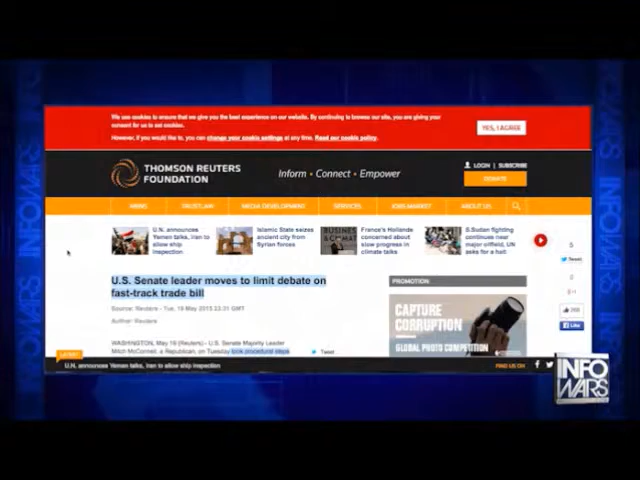 We use cookies to ensure that we give you the best experience on our website. By continuing to browse our site, you are giving your
consent for us to set cookies.
However, if you would like to, you can change your cookie settings at any time. Read our cookie policy.
YES, I AGREE
THOMSON REUTERS
FOUNDATION
Inform • Connect • Empower
LOGIN | SUBSCRIBE
DONATE
NEWS
TRUSTLAW
MEDIA DEVELOPMENT
SERVICES
JOBS MARKET
ABOUT US
U.N. announces
Yemen talks, Iran to
allow ship
inspection
Islamic State seizes
ancient city from
Syrian forces
BUSINESS
& CLIMATE
France's Hollande
concerned about
slow progress in
climate talks
S.Sudan fighting
continues near
major oilfield, UN
asks for a halt
U.S. Senate leader moves to limit debate on
fast-track trade bill
Source: Reuters - Tue, 19 May 2015 23:31 GMT
Author: Reuters
WASHINGTON, May 19 (Reuters) - U.S. Senate Majority Leader
Mitch McConnell, a Republican, on Tuesday took procedural steps
Tweet
PROMOTION
CAPTURE
CORRUPTION
GLOBAL PHOTO COMPETITION
Tweet
Like
LATEST
U.N. announces Yemen talks, Iran to allow ship inspection
FIND US ON
INFO
WARS
INFOWARS
INFOWARS